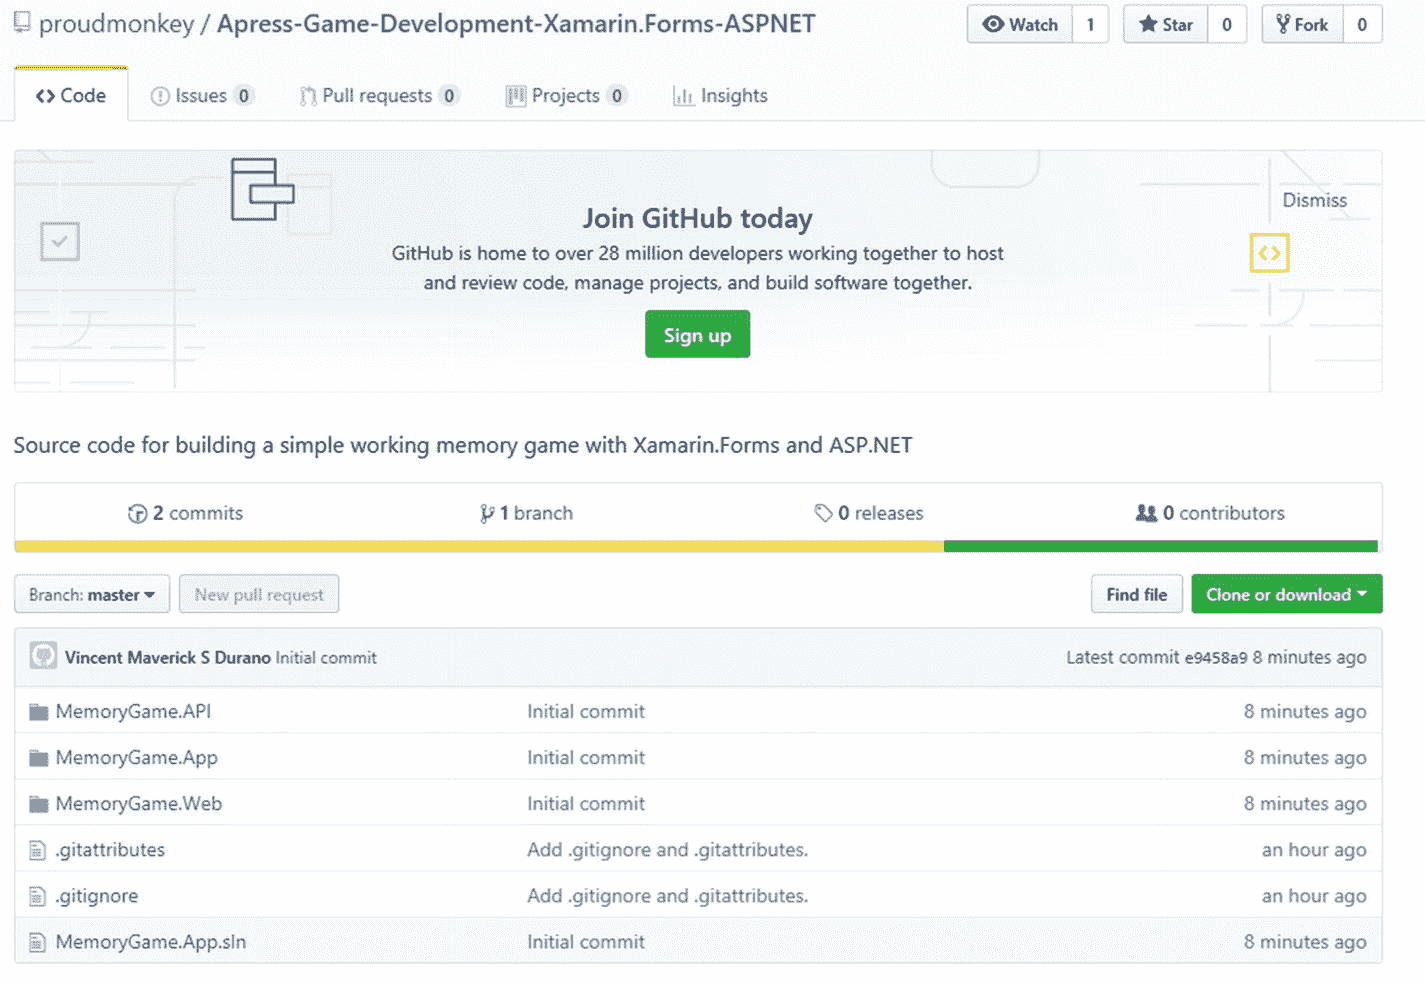 proudmonkey / Apress-Game-Development-Xamarin.Forms-ASPNET
Watch 1 Star 0 Fork 0
Code Issues 0 Pull requests 0 Projects 0 Insights
Dismiss
Join GitHub today
GitHub is home to over 28 million developers working together to host
and review code, manage projects, and build software together.
Sign up
Source code for building a simple working memory game with Xamarin.Forms and ASP.NET
2 commits 1 branch 0 releases 0 contributors
Branch: master New pull request Find file Clone or download
Vincent Maverick S Durano Initial commit Latest commit e9458a9 8 minutes ago
MemoryGame.API Initial commit 8 minutes ago
MemoryGame.App Initial commit 8 minutes ago
MemoryGame.Web Initial commit 8 minutes ago
.gitattributes Add .gitignore and .gitattributes. an hour ago
.gitignore Add .gitignore and .gitattributes. an hour ago
MemoryGame.App.sln Initial commit 8 minutes ago